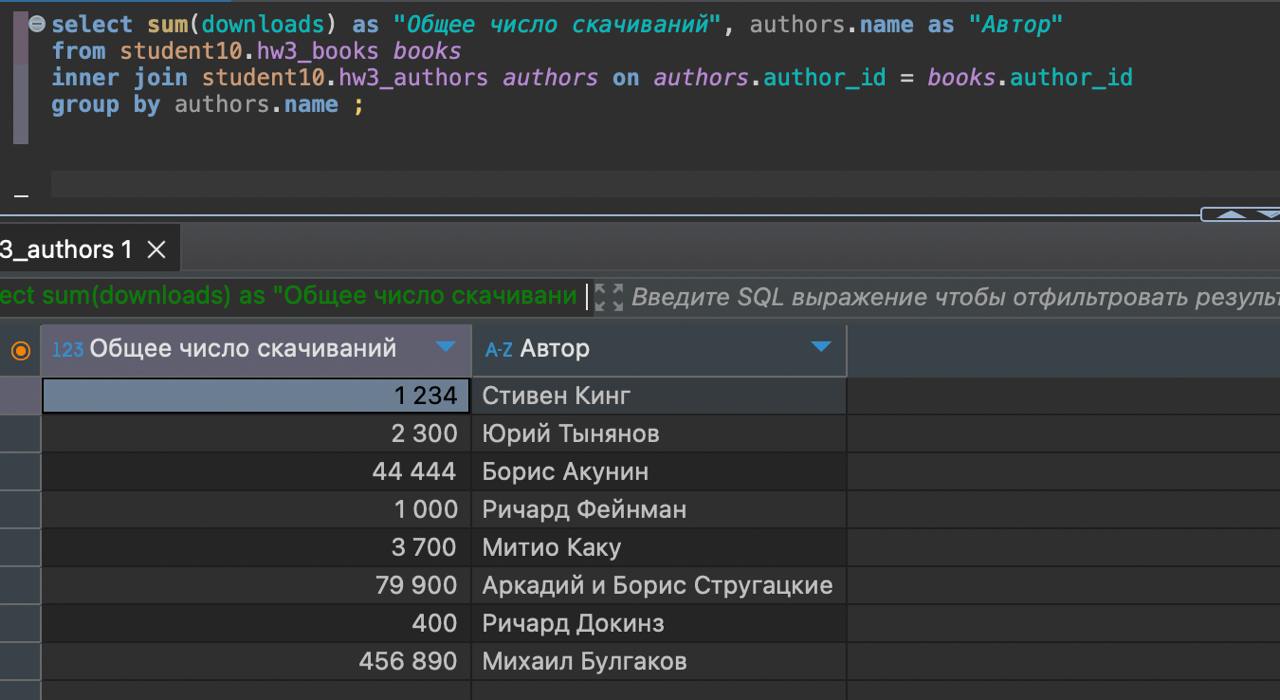 select sum(downloads) as "Общее число скачиваний", authors.name as "Автор"
from student10.hw3_books books
inner join student10.hw3_authors authors on authors.author_id = books.author_id
group by authors.name ;
3_authors 1
ect sum(downloads) as "Общее число скачивани Введите SQL выражение чтобы отфильтровать резуль
123 Общее число скачиваний A-Z Автор
1 234 Стивен Кинг
2 300 Юрий Тынянов
44 444 Борис Акунин
1 000 Ричард Фейнман
3 700 Митио Каку
79 900 Аркадий и Борис Стругацкие
400 Ричард Докинз
456 890 Михаил Булгаков